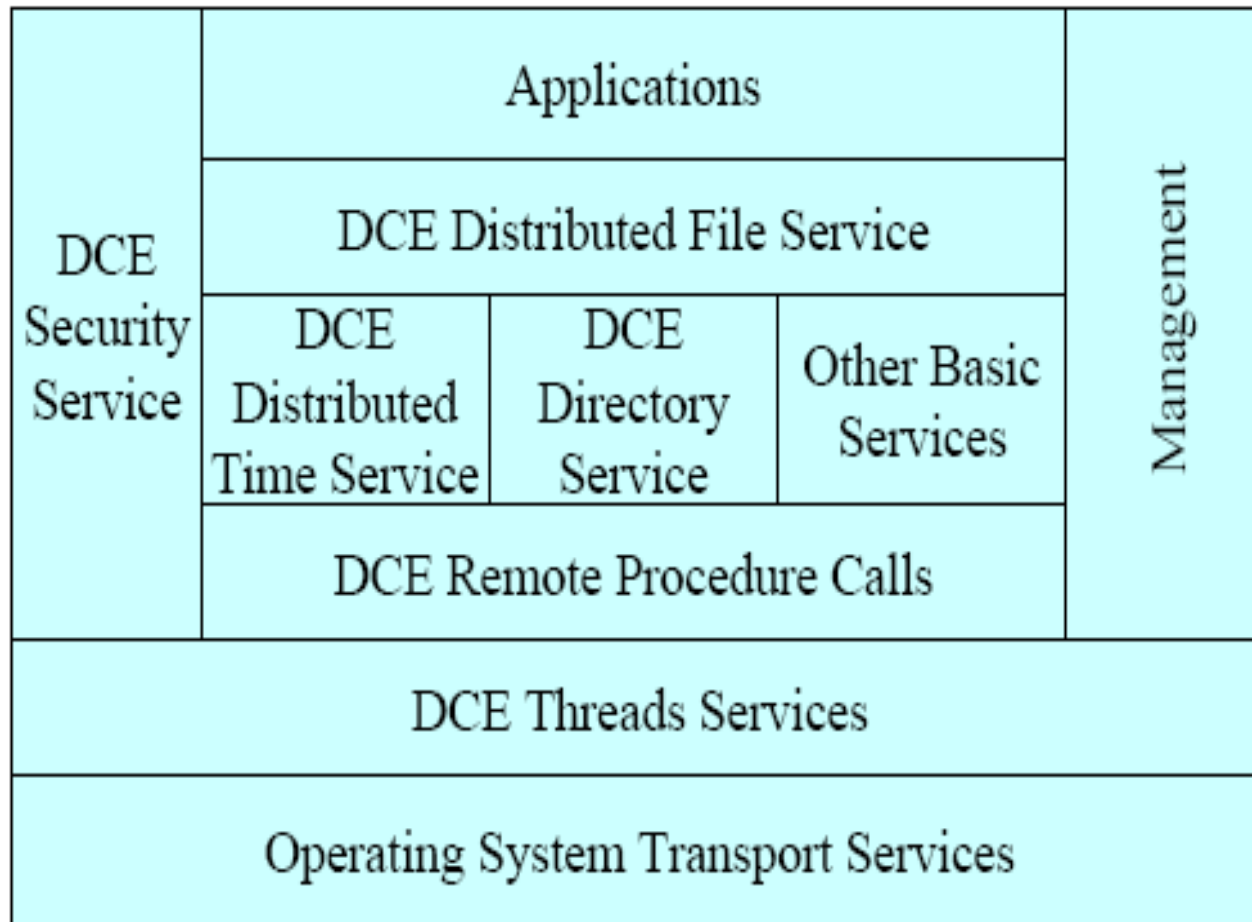 Applications
DCE Distributed File Service
DCE
Security
Service
DCE
Distributed
Time Service
DCE
Directory
Service
Other Basic
Services
Management
DCE Remote Procedure Calls
DCE Threads Services
Operating System Transport Services